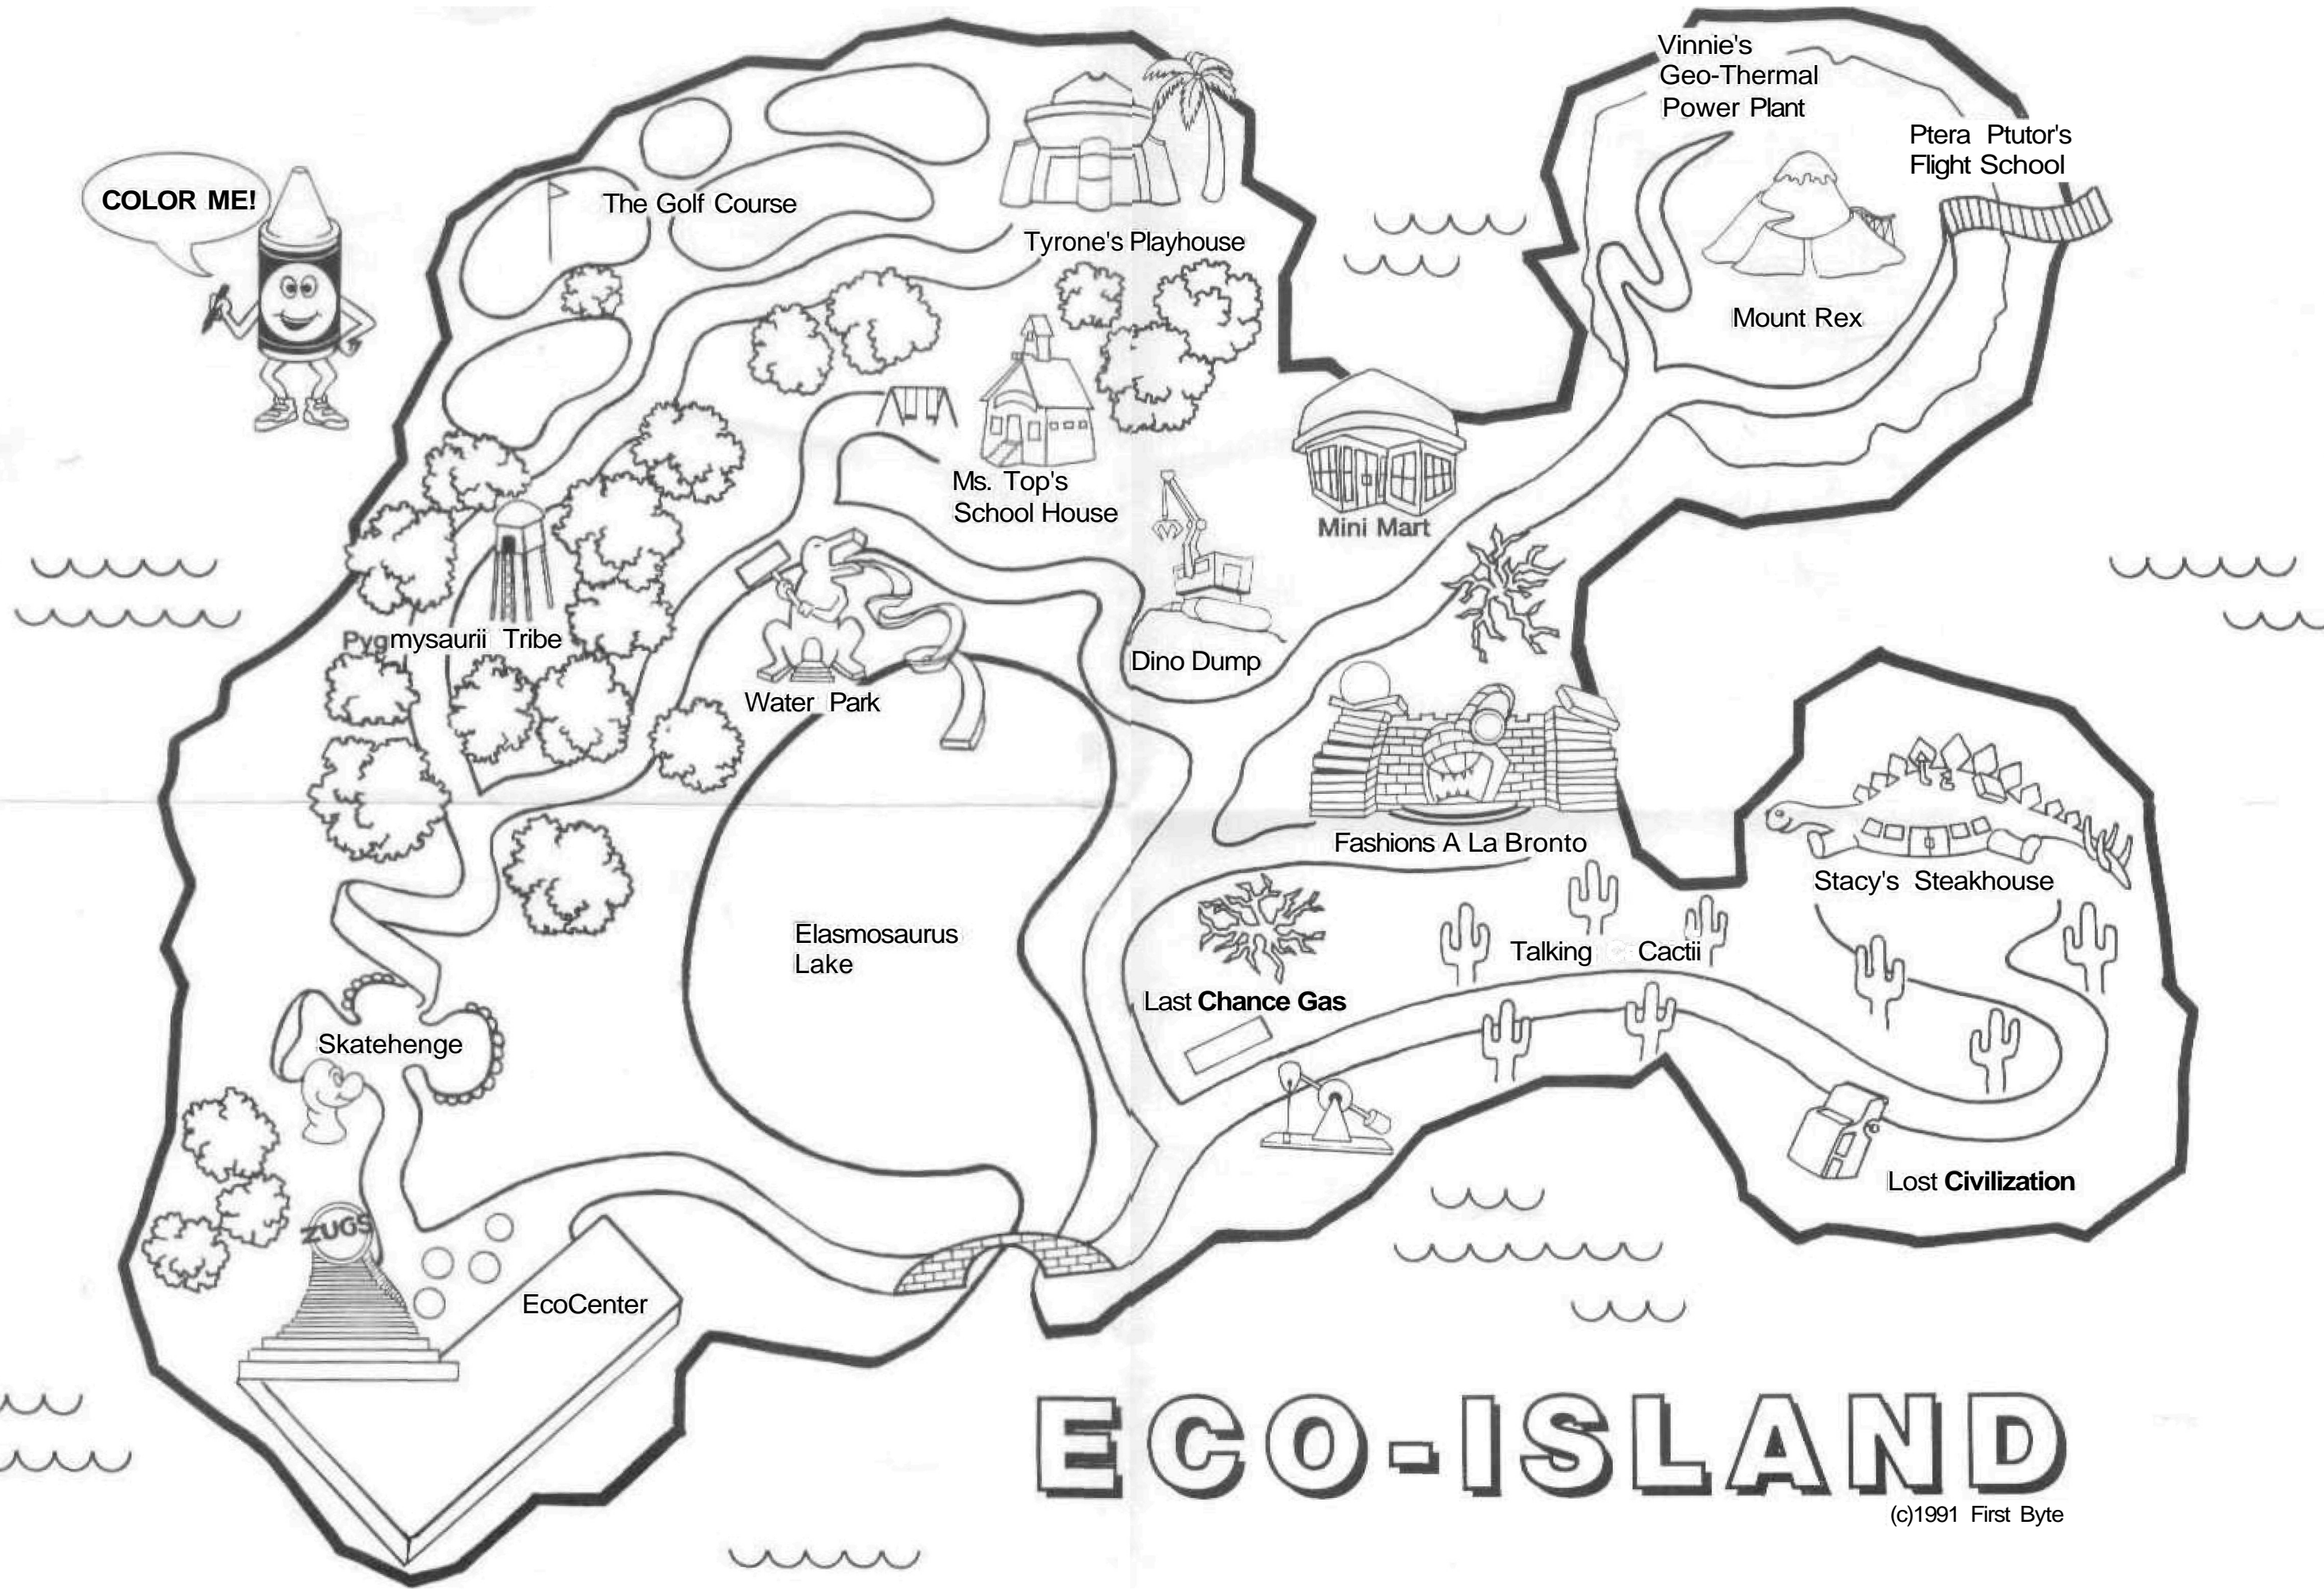 Vinnie's
Geo-Thermal
Power Plant
Ptera Ptutor's
Flight School
COLOR ME!
The Golf Course
Tyrone's Playhouse
Mount Rex
Ms. Top's
School House
Mini Mart
Pygmysaurii Tribe
Dino Dump
Water Park
Fashions A La Bronto
Stacy's Steakhouse
Elasmosaurus
Lake
Talking Cactii
Last Chance Gas
Skatehenge
Lost Civilization
ZUGS
EcoCenter
ECO-ISLAND
(c)1991 First Byte